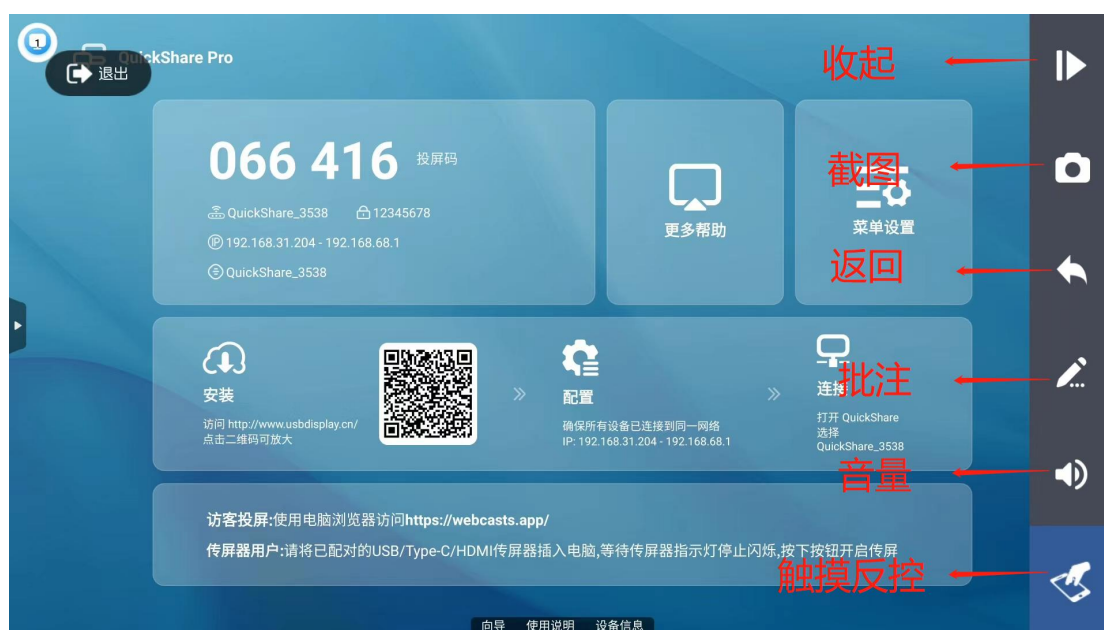 1
QuickShare Pro
退出
收起
066 416 投屏码
QuickShare_3538 12345678
192.168.31.204 - 192.168.68.1
QuickShare_3538
更多帮助
截图
菜单设置
返回
安装
访问 http://www.usbdisplay.cn/
点击二维码可放大
配置
确保所有设备已连接到同一网络
IP: 192.168.31.204 - 192.168.68.1
连接
打开 QuickShare
选择
QuickShare_3538
批注
音量
访客投屏:使用电脑浏览器访问https://webcasts.app/
传屏器用户:请将已配对的USB/Type-C/HDMI传屏器插入电脑,等待传屏器指示灯停止闪烁,按下按钮开启传屏
触摸反控
向导 使用说明 设备信息